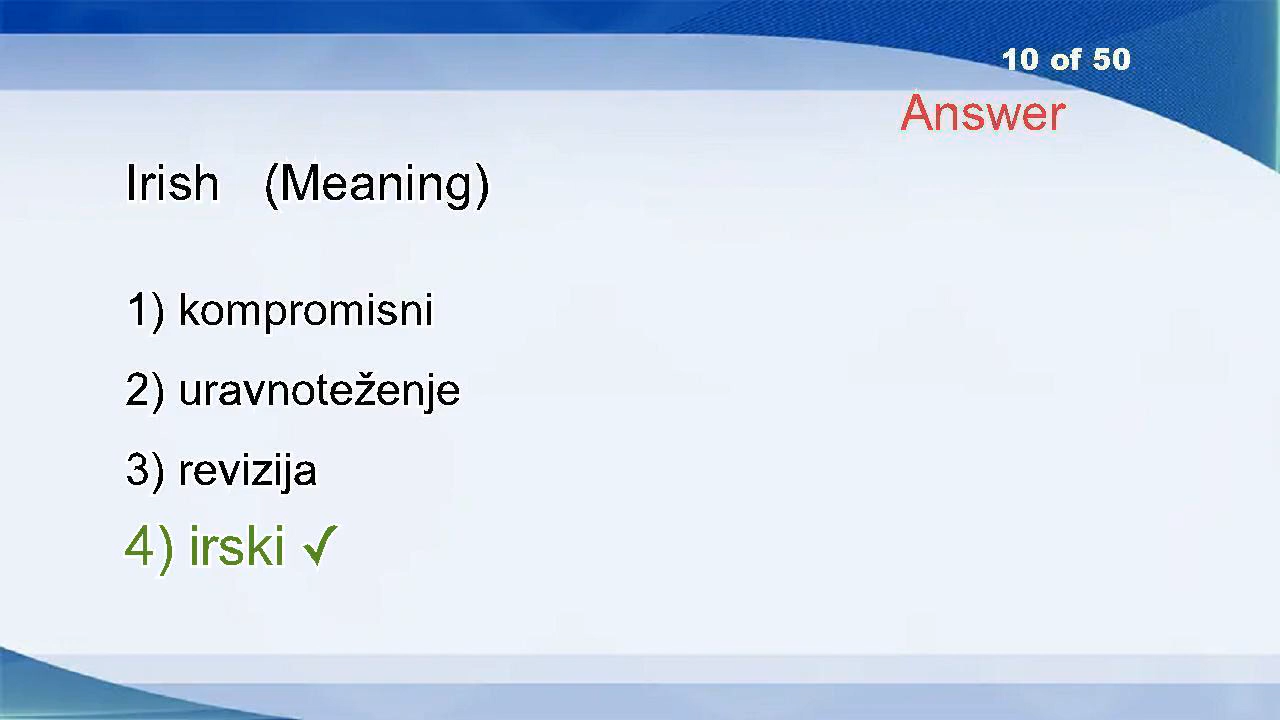 10 of 50
Answer
Irish (Meaning)
1) kompromisni
2) uravnoteženje
3) revizija
4) irski ✓